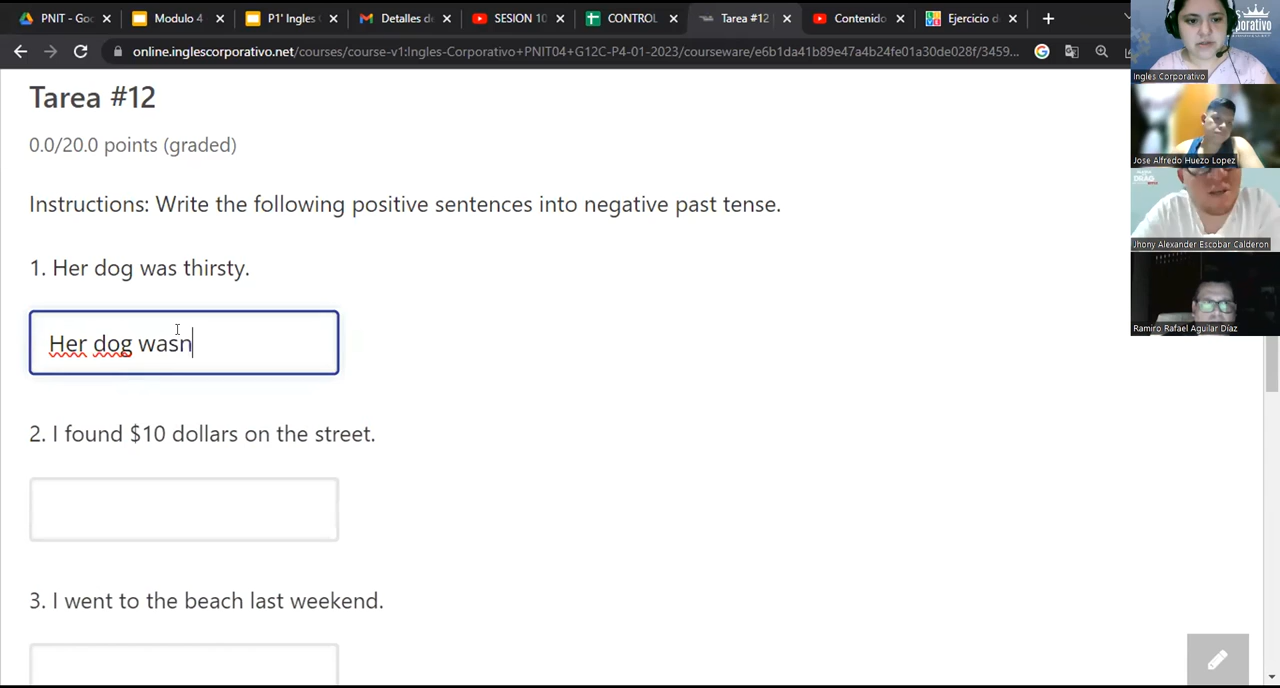 PNIT - Goo
Modulo 4
P1' Ingles
Detalles de
SESION 10
CONTROL
Tarea #12
Contenido
Ejercicio d
online.inglescorporativo.net/courses/course-v1:Ingles-Corporativo+PNIT04+G12C-P4-01-2023/courseware/e6b1da41b89e47a4b24fe01a30de028f/3459...
Tarea #12
0.0/20.0 points (graded)
Instructions: Write the following positive sentences into negative past tense.
1. Her dog was thirsty.
Her dog wasn
2. I found $10 dollars on the street.
3. I went to the beach last weekend.
Ingles Corporativo
Jose Alfredo Huezo Lopez
Jhony Alexander Escobar Calderon
Ramiro Rafael Aguilar Díaz